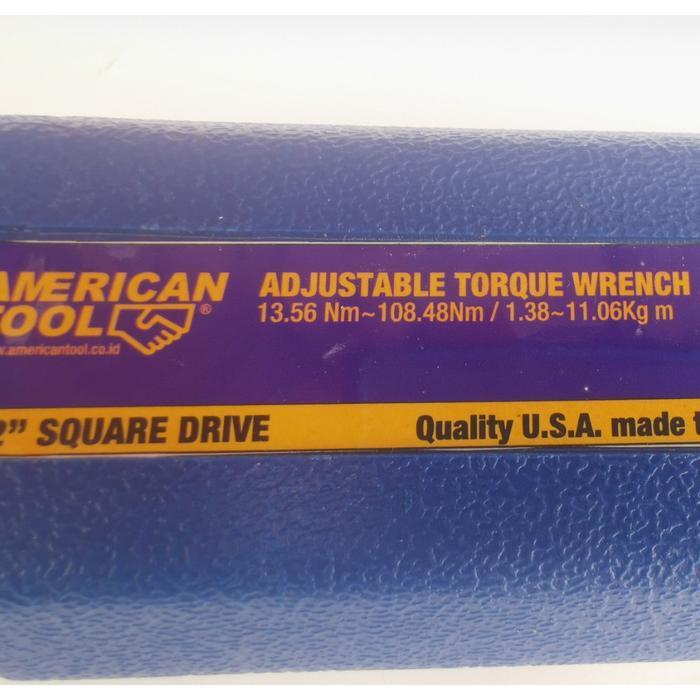 AMERICAN
TOOL®
w.americantool.co.id
ADJUSTABLE TORQUE WRENCH
13.56 Nm~108.48Nm / 1.38~11.06Kg m
2" SQUARE DRIVE
Quality U.S.A. made t